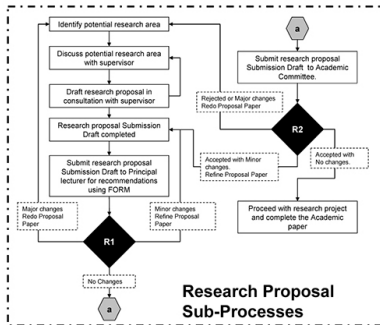 Identify potential research area
Discuss potential research area
with supervisor
Draft research proposal in
consultation with supervisor
Research proposal Submission
Draft completed
Submit research proposal
Submission Draft to Principal
lecturer for recommendations
using FORM
Major changes
Redo Proposal
Paper
Minor changes
Refine Proposal
Paper
R1
No Changes
a
a
Submit research proposal
Submission Draft to Academic
Committee.
Rejected or Major changes
Redo Proposal Paper
R2
Accepted with Minor
changes.
Refine Proposal Paper
Accepted with
No changes.
Proceed with research project
and complete the Academic
paper
Research Proposal
Sub-Processes